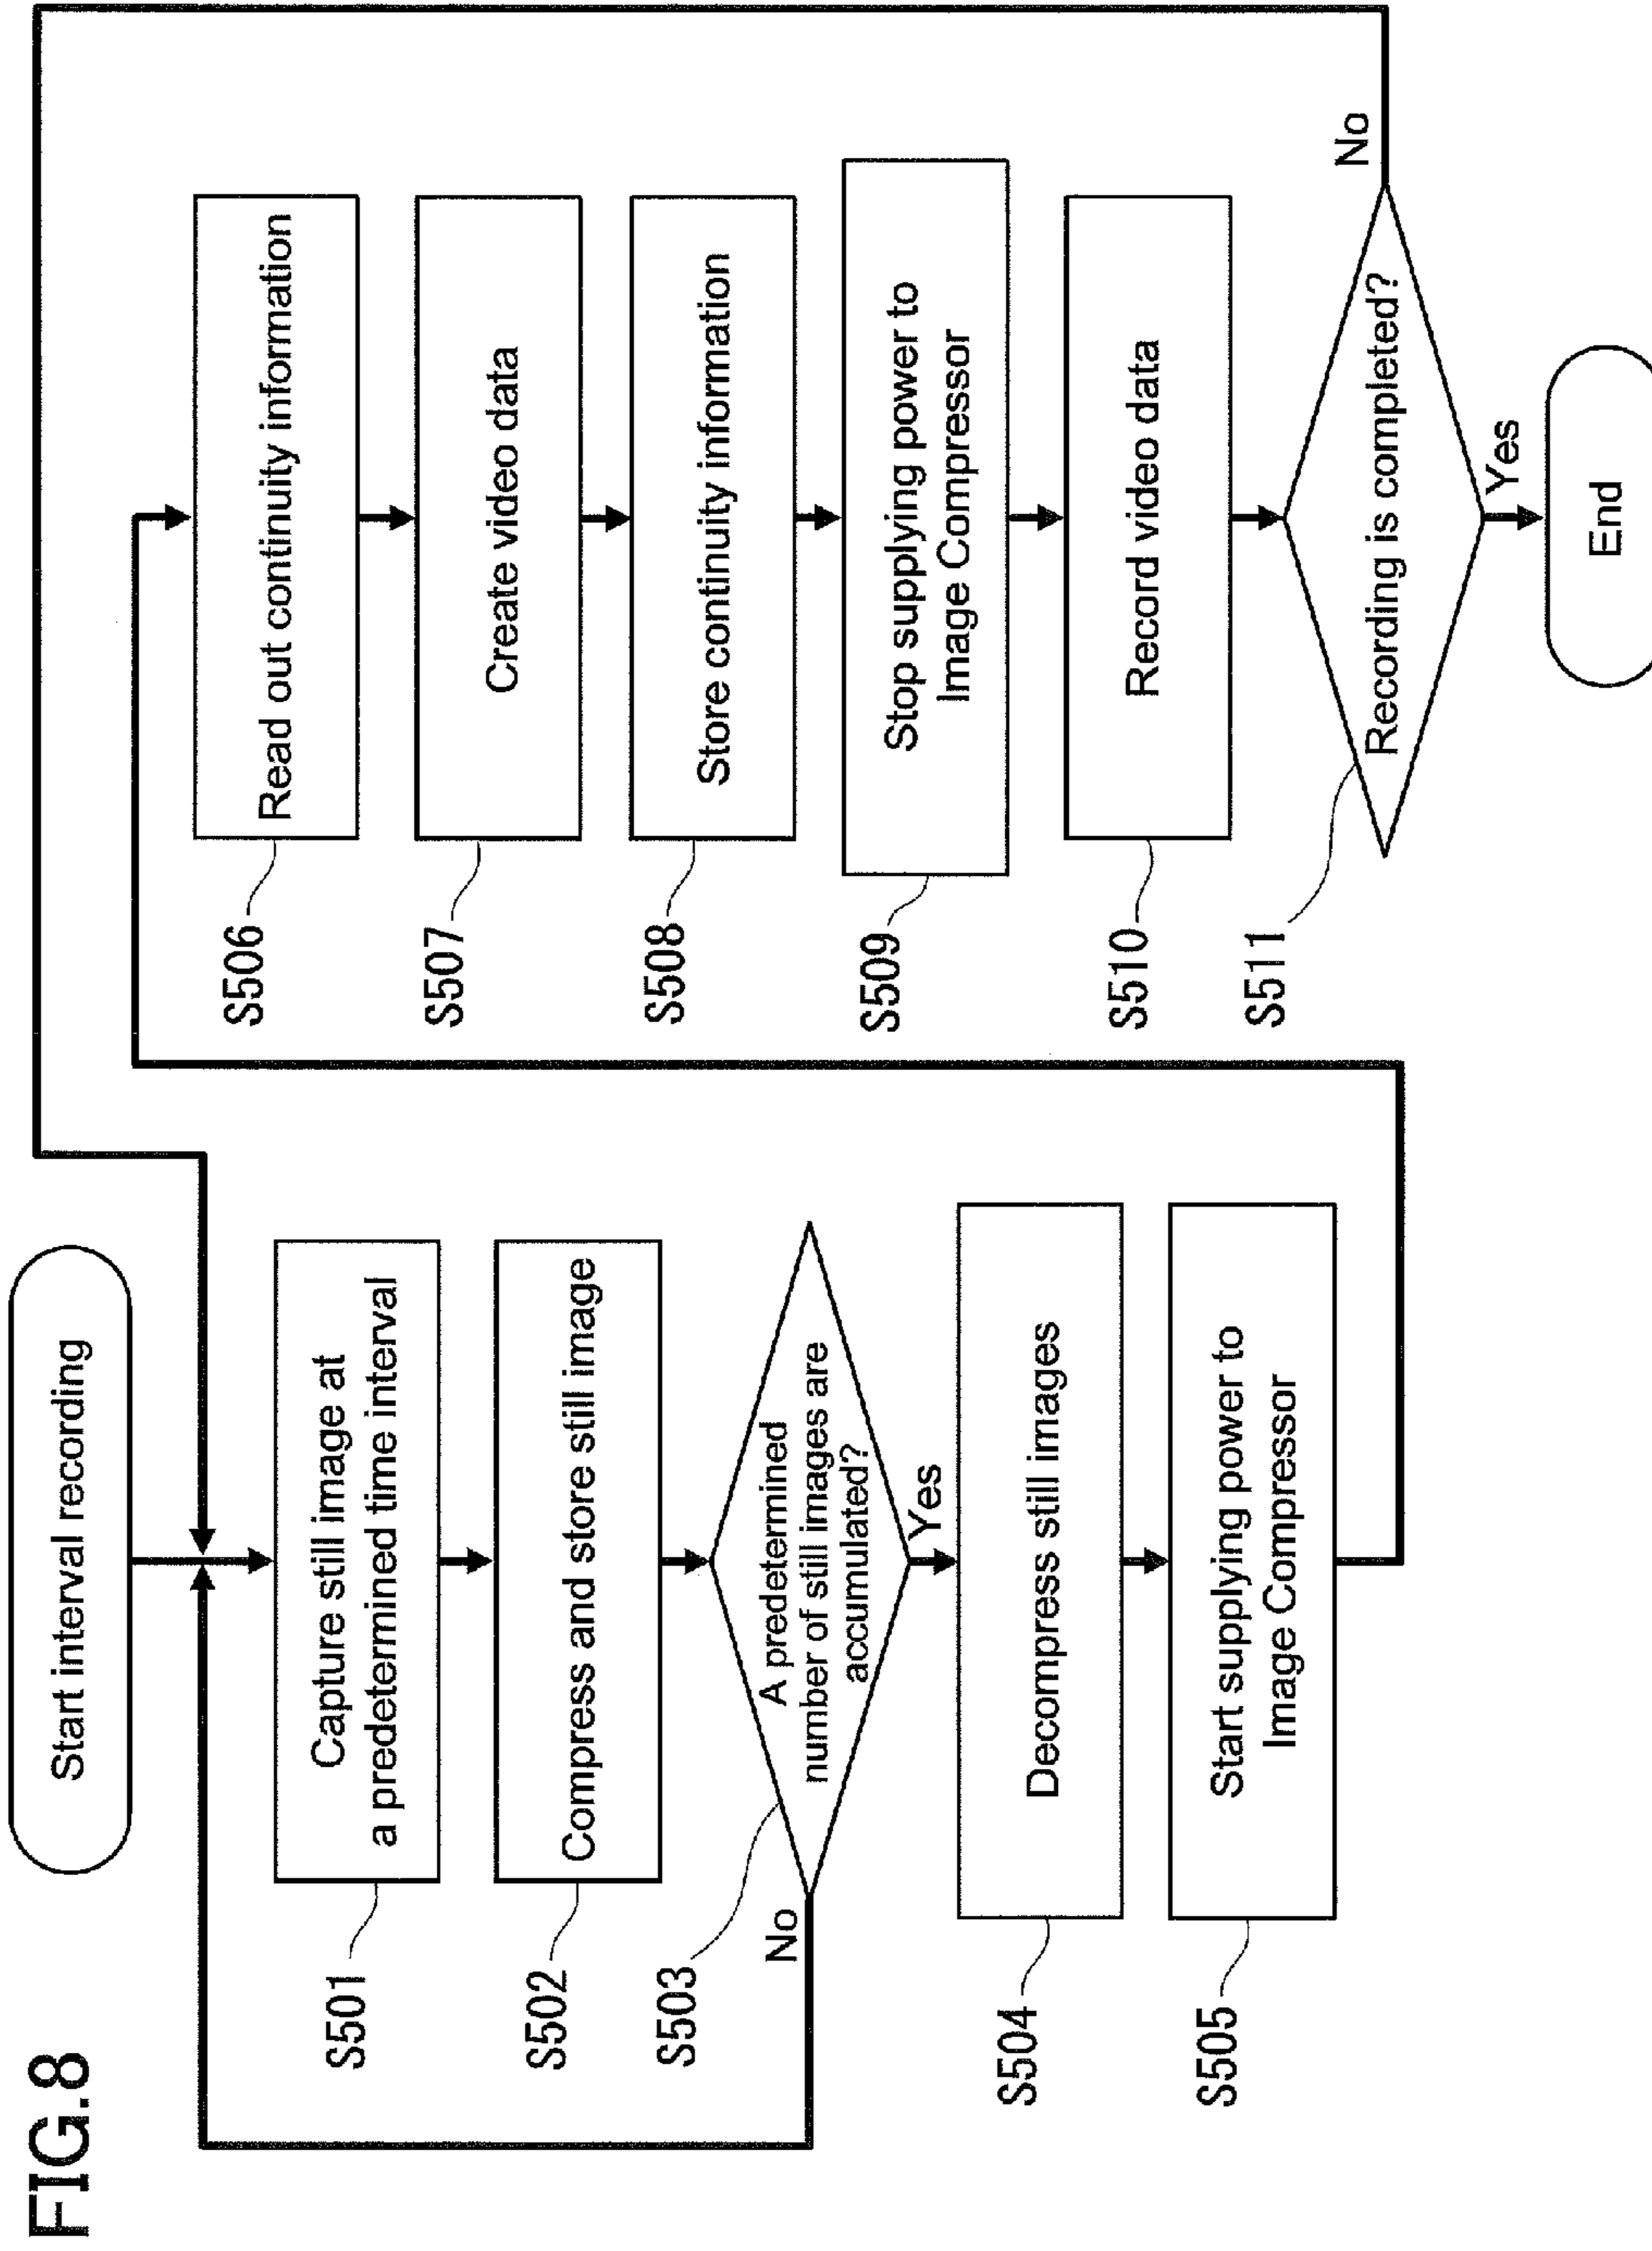 FIG.8
Start interval recording
S501
Capture still image at
a predetermined time interval
S502
Compress and store still image
S503
A predetermined
number of still images are
accumulated?
No
Yes
S504
Decompress still images
S505
Start supplying power to
Image Compressor
S506
Read out continuity information
S507
Create video data
S508
Store continuity information
S509
Stop supplying power to
Image Compressor
S510
Record video data
S511
Recording is completed?
No
Yes
End